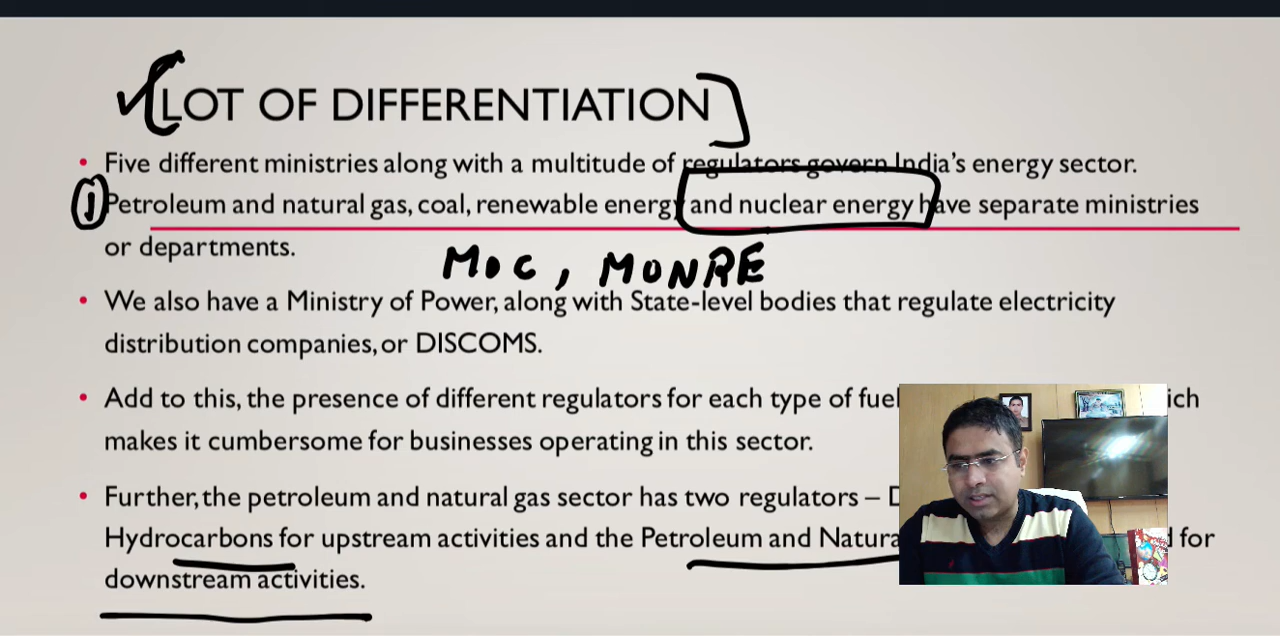 LOT OF DIFFERENTIATION
Five different ministries along with a multitude of regulators govern India's energy sector.
1 Petroleum and natural gas, coal, renewable energy and nuclear energy have separate ministries
or departments.
MOC, MONRE
We also have a Ministry of Power, along with State-level bodies that regulate electricity
distribution companies, or DISCOMS.
Add to this, the presence of different regulators for each type of fuel
makes it cumbersome for businesses operating in this sector.
Further, the petroleum and natural gas sector has two regulators –
Hydrocarbons for upstream activities and the Petroleum and for
downstream activities.